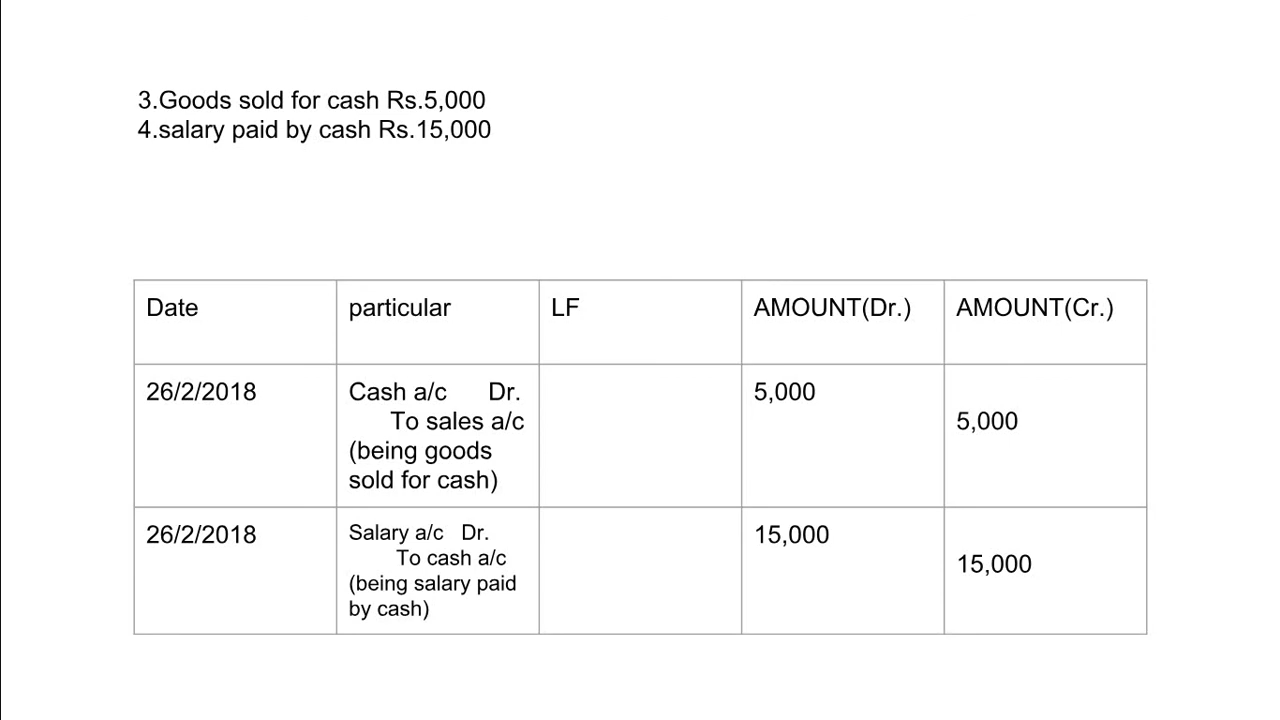 3.Goods sold for cash Rs.5,000
4.salary paid by cash Rs.15,000
Date particular LF AMOUNT(Dr.) AMOUNT(Cr.)
26/2/2018 Cash a/c Dr. 5,000
To sales a/c 5,000
(being goods
sold for cash)
26/2/2018 Salary a/c Dr. 15,000
To cash a/c 15,000
(being salary paid
by cash)